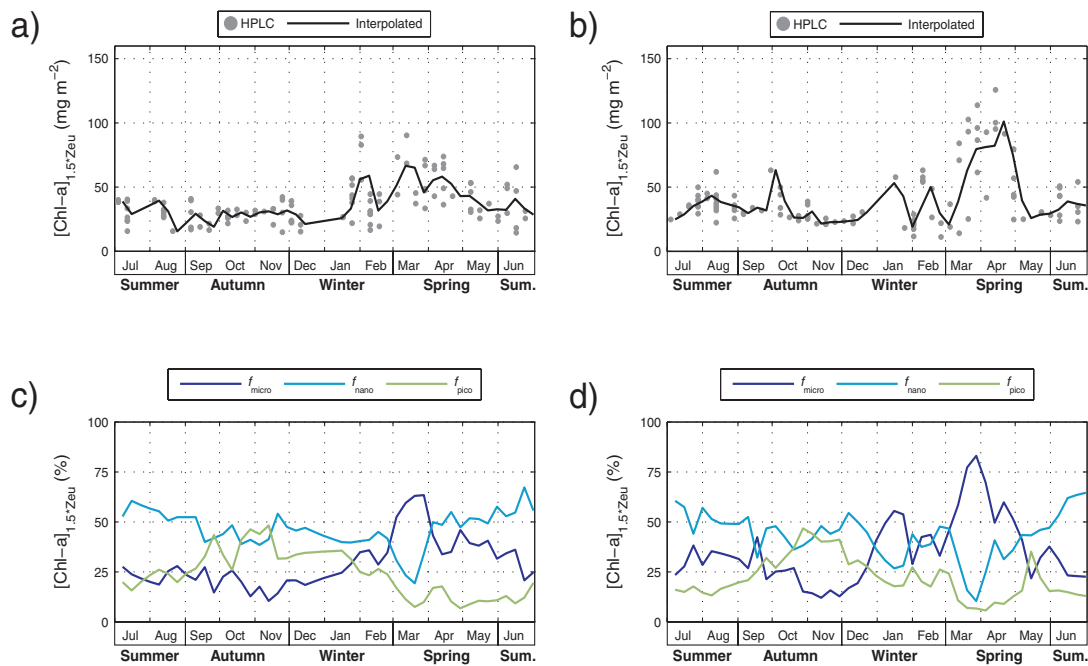 a)
HPLC Interpolated
[Chl−a]1.5*Zeu (mg m−2)
150
100
50
0
Jul Aug Sep Oct Nov Dec Jan Feb Mar Apr May Jun
Summer Autumn Winter Spring Sum.
b)
HPLC Interpolated
[Chl−a]1.5*Zeu (mg m−2)
150
100
50
0
Jul Aug Sep Oct Nov Dec Jan Feb Mar Apr May Jun
Summer Autumn Winter Spring Sum.
c)
fmicro fnano fpico
[Chl−a]1.5*Zeu (%)
100
75
50
25
0
Jul Aug Sep Oct Nov Dec Jan Feb Mar Apr May Jun
Summer Autumn Winter Spring Sum.
d)
fmicro fnano fpico
[Chl−a]1.5*Zeu (%)
100
75
50
25
0
Jul Aug Sep Oct Nov Dec Jan Feb Mar Apr May Jun
Summer Autumn Winter Spring Sum.